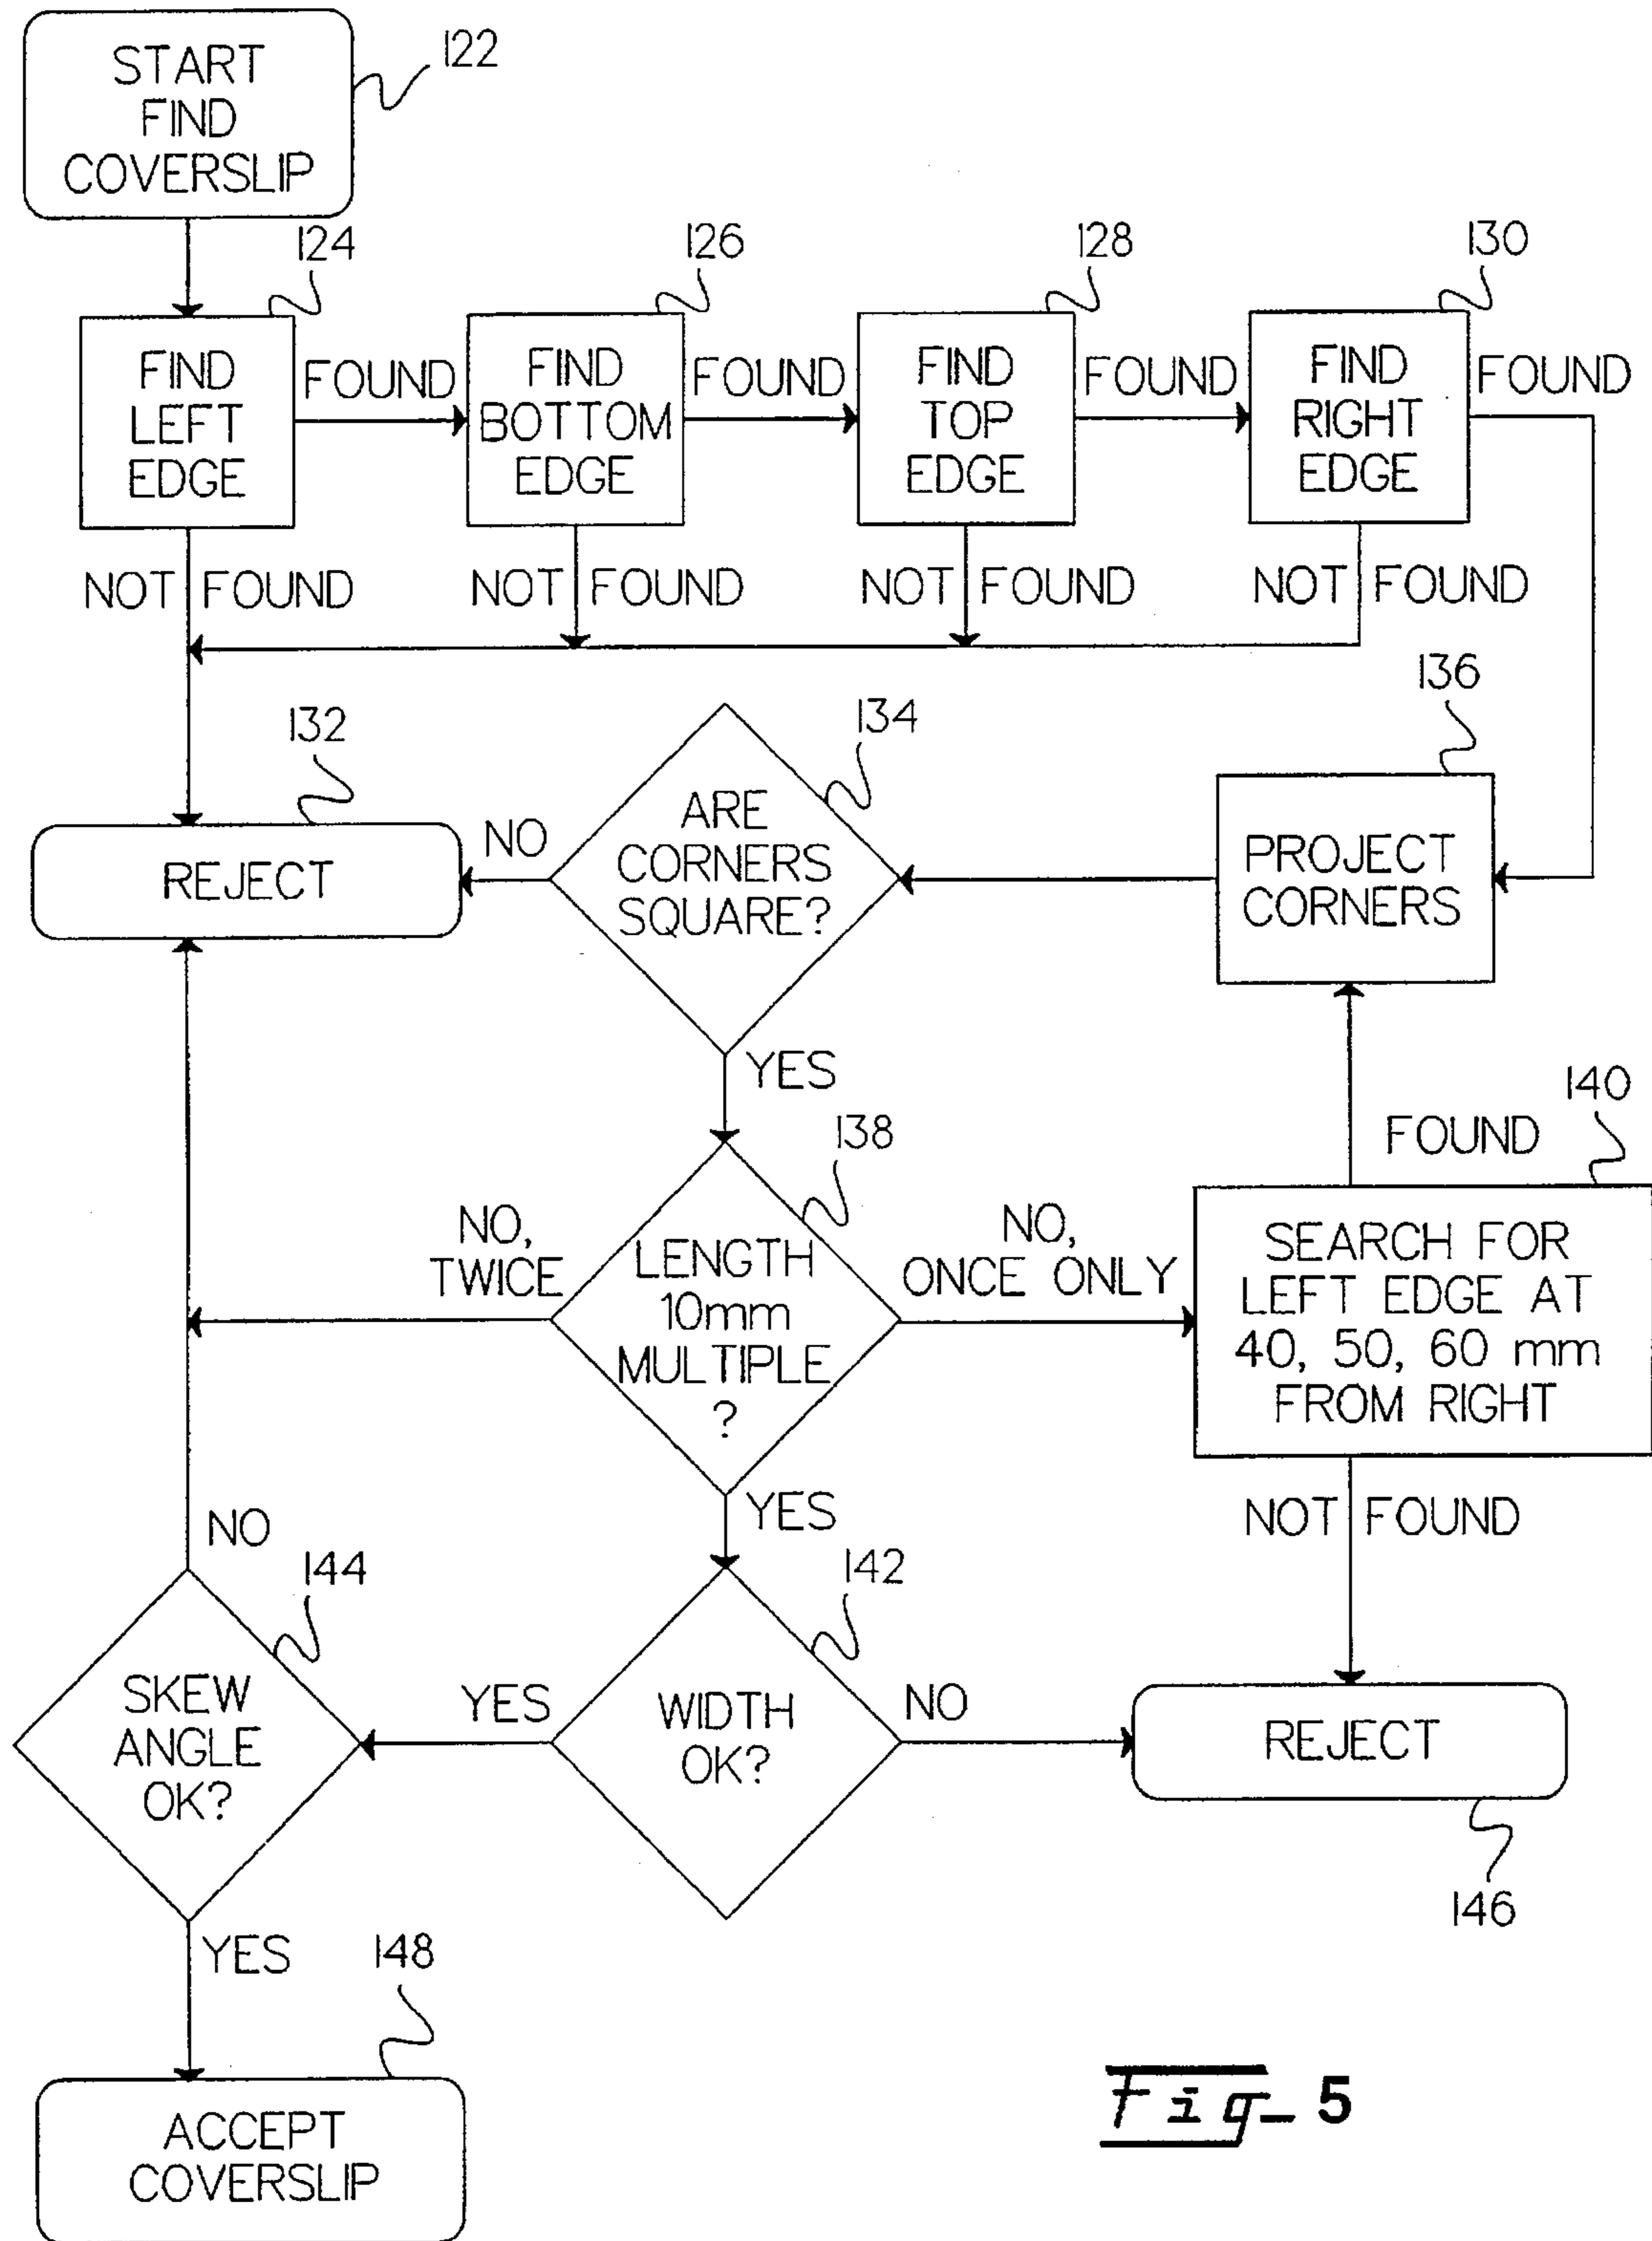 START
FIND
COVERSLIP
122
124
126
128
130
FIND
LEFT
EDGE
FOUND
FIND
BOTTOM
EDGE
FOUND
FIND
TOP
EDGE
FOUND
FIND
RIGHT
EDGE
FOUND
NOT FOUND
NOT FOUND
NOT FOUND
NOT FOUND
132
134
136
REJECT
NO
ARE
CORNERS
SQUARE?
PROJECT
CORNERS
YES
138
140
FOUND
NO,
TWICE
LENGTH
10mm
MULTIPLE
?
NO,
ONCE ONLY
SEARCH FOR
LEFT EDGE AT
40, 50, 60 mm
FROM RIGHT
NO
YES
NOT FOUND
144
142
SKEW
ANGLE
OK?
YES
WIDTH
OK?
NO
REJECT
146
YES
148
ACCEPT
COVERSLIP
Fig_ 5